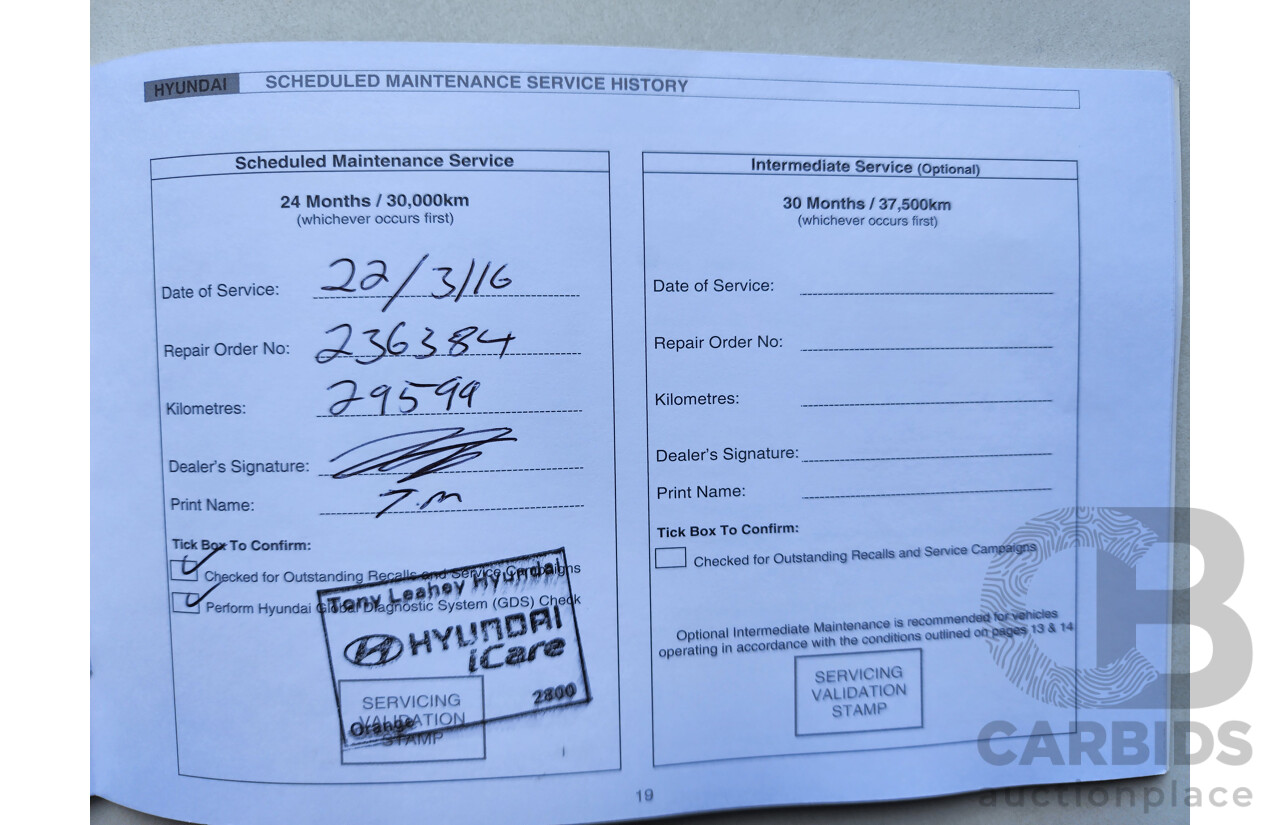 HYUNDAI SCHEDULED MAINTENANCE SERVICE HISTORY
Scheduled Maintenance Service
24 Months / 30,000km
(whichever occurs first)
Date of Service: 22/3/16
Repair Order No: 236384
Kilometres: 29599
Dealer's Signature:
Print Name: T.M
Tick Box To Confirm:
Checked for Outstanding Recalls and Service Campaigns
Perform Hyundai Global Diagnostic System (GDS) Check
Tony Leahey Hyundai
HYUNDAI
iCare
2800
Orange
SERVICING
VALIDATION
STAMP
Intermediate Service (Optional)
30 Months / 37,500km
(whichever occurs first)
Date of Service:
Repair Order No:
Kilometres:
Dealer's Signature:
Print Name:
Tick Box To Confirm:
Checked for Outstanding Recalls and Service Campaigns
Optional Intermediate Maintenance is recommended for vehicles
operating in accordance with the conditions outlined on pages 13 & 14
SERVICING
VALIDATION
STAMP
19
CB
CARBIDS
auctionplace